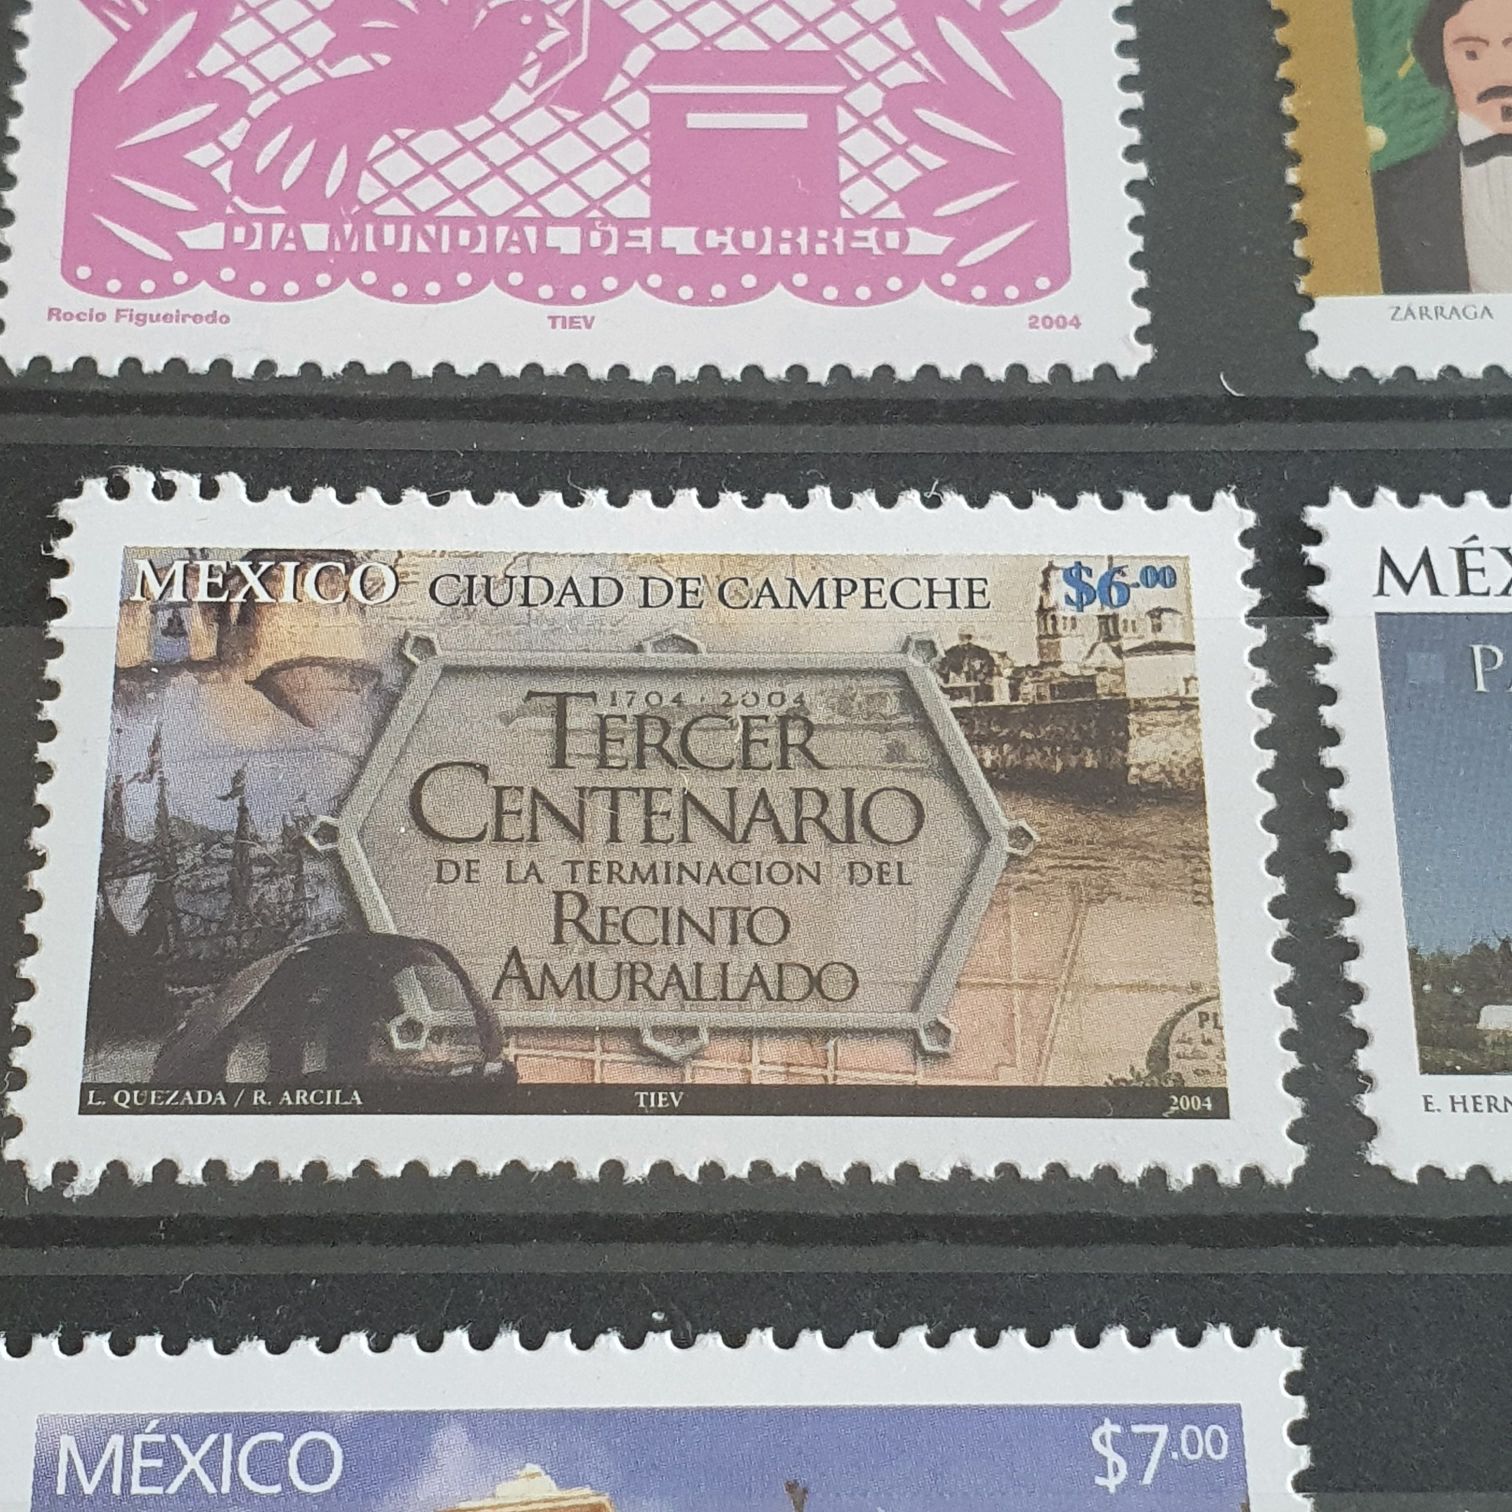 DIA MUNDIAL DEL CORREO
Rocio Figueiredo TIEV 2004
ZÁRRAGA
MEXICO CIUDAD DE CAMPECHE $6.00
1704 · 2004
TERCER
CENTENARIO
DE LA TERMINACION DEL
RECINTO
AMURALLADO
PL
L. QUEZADA / R. ARCILA TIEV 2004
MÉX
P
E. HERN
MÉXICO $7.00